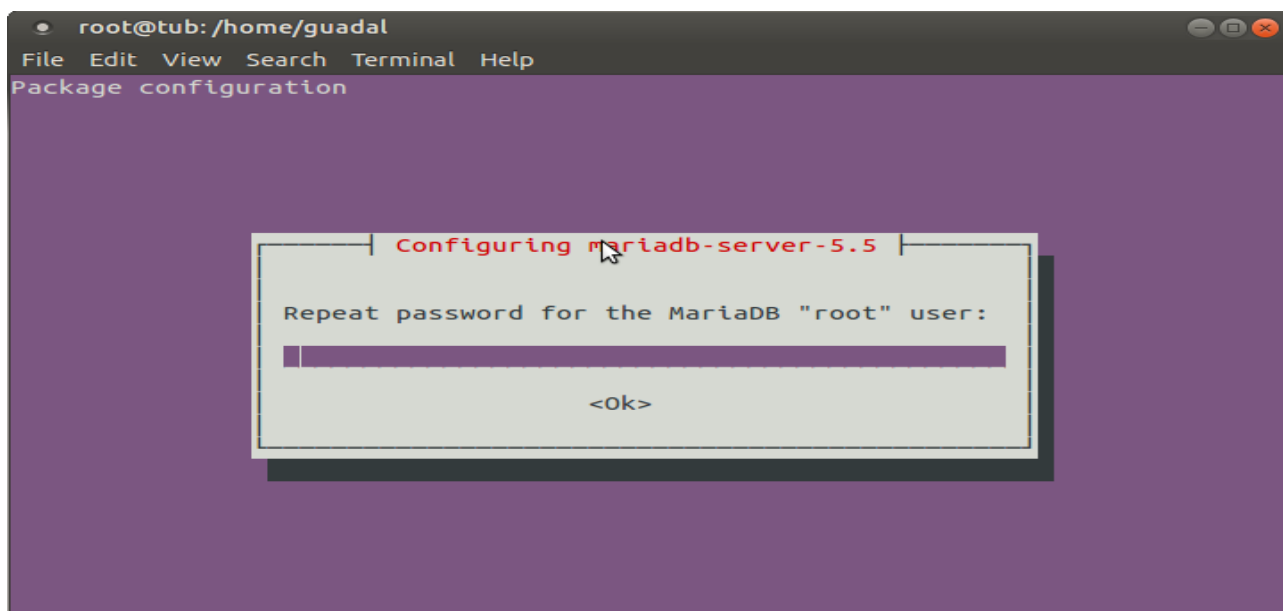 root@tub: /home/guadal
File Edit View Search Terminal Help
Package configuration
Configuring mariadb-server-5.5
Repeat password for the MariaDB "root" user:
<Ok>